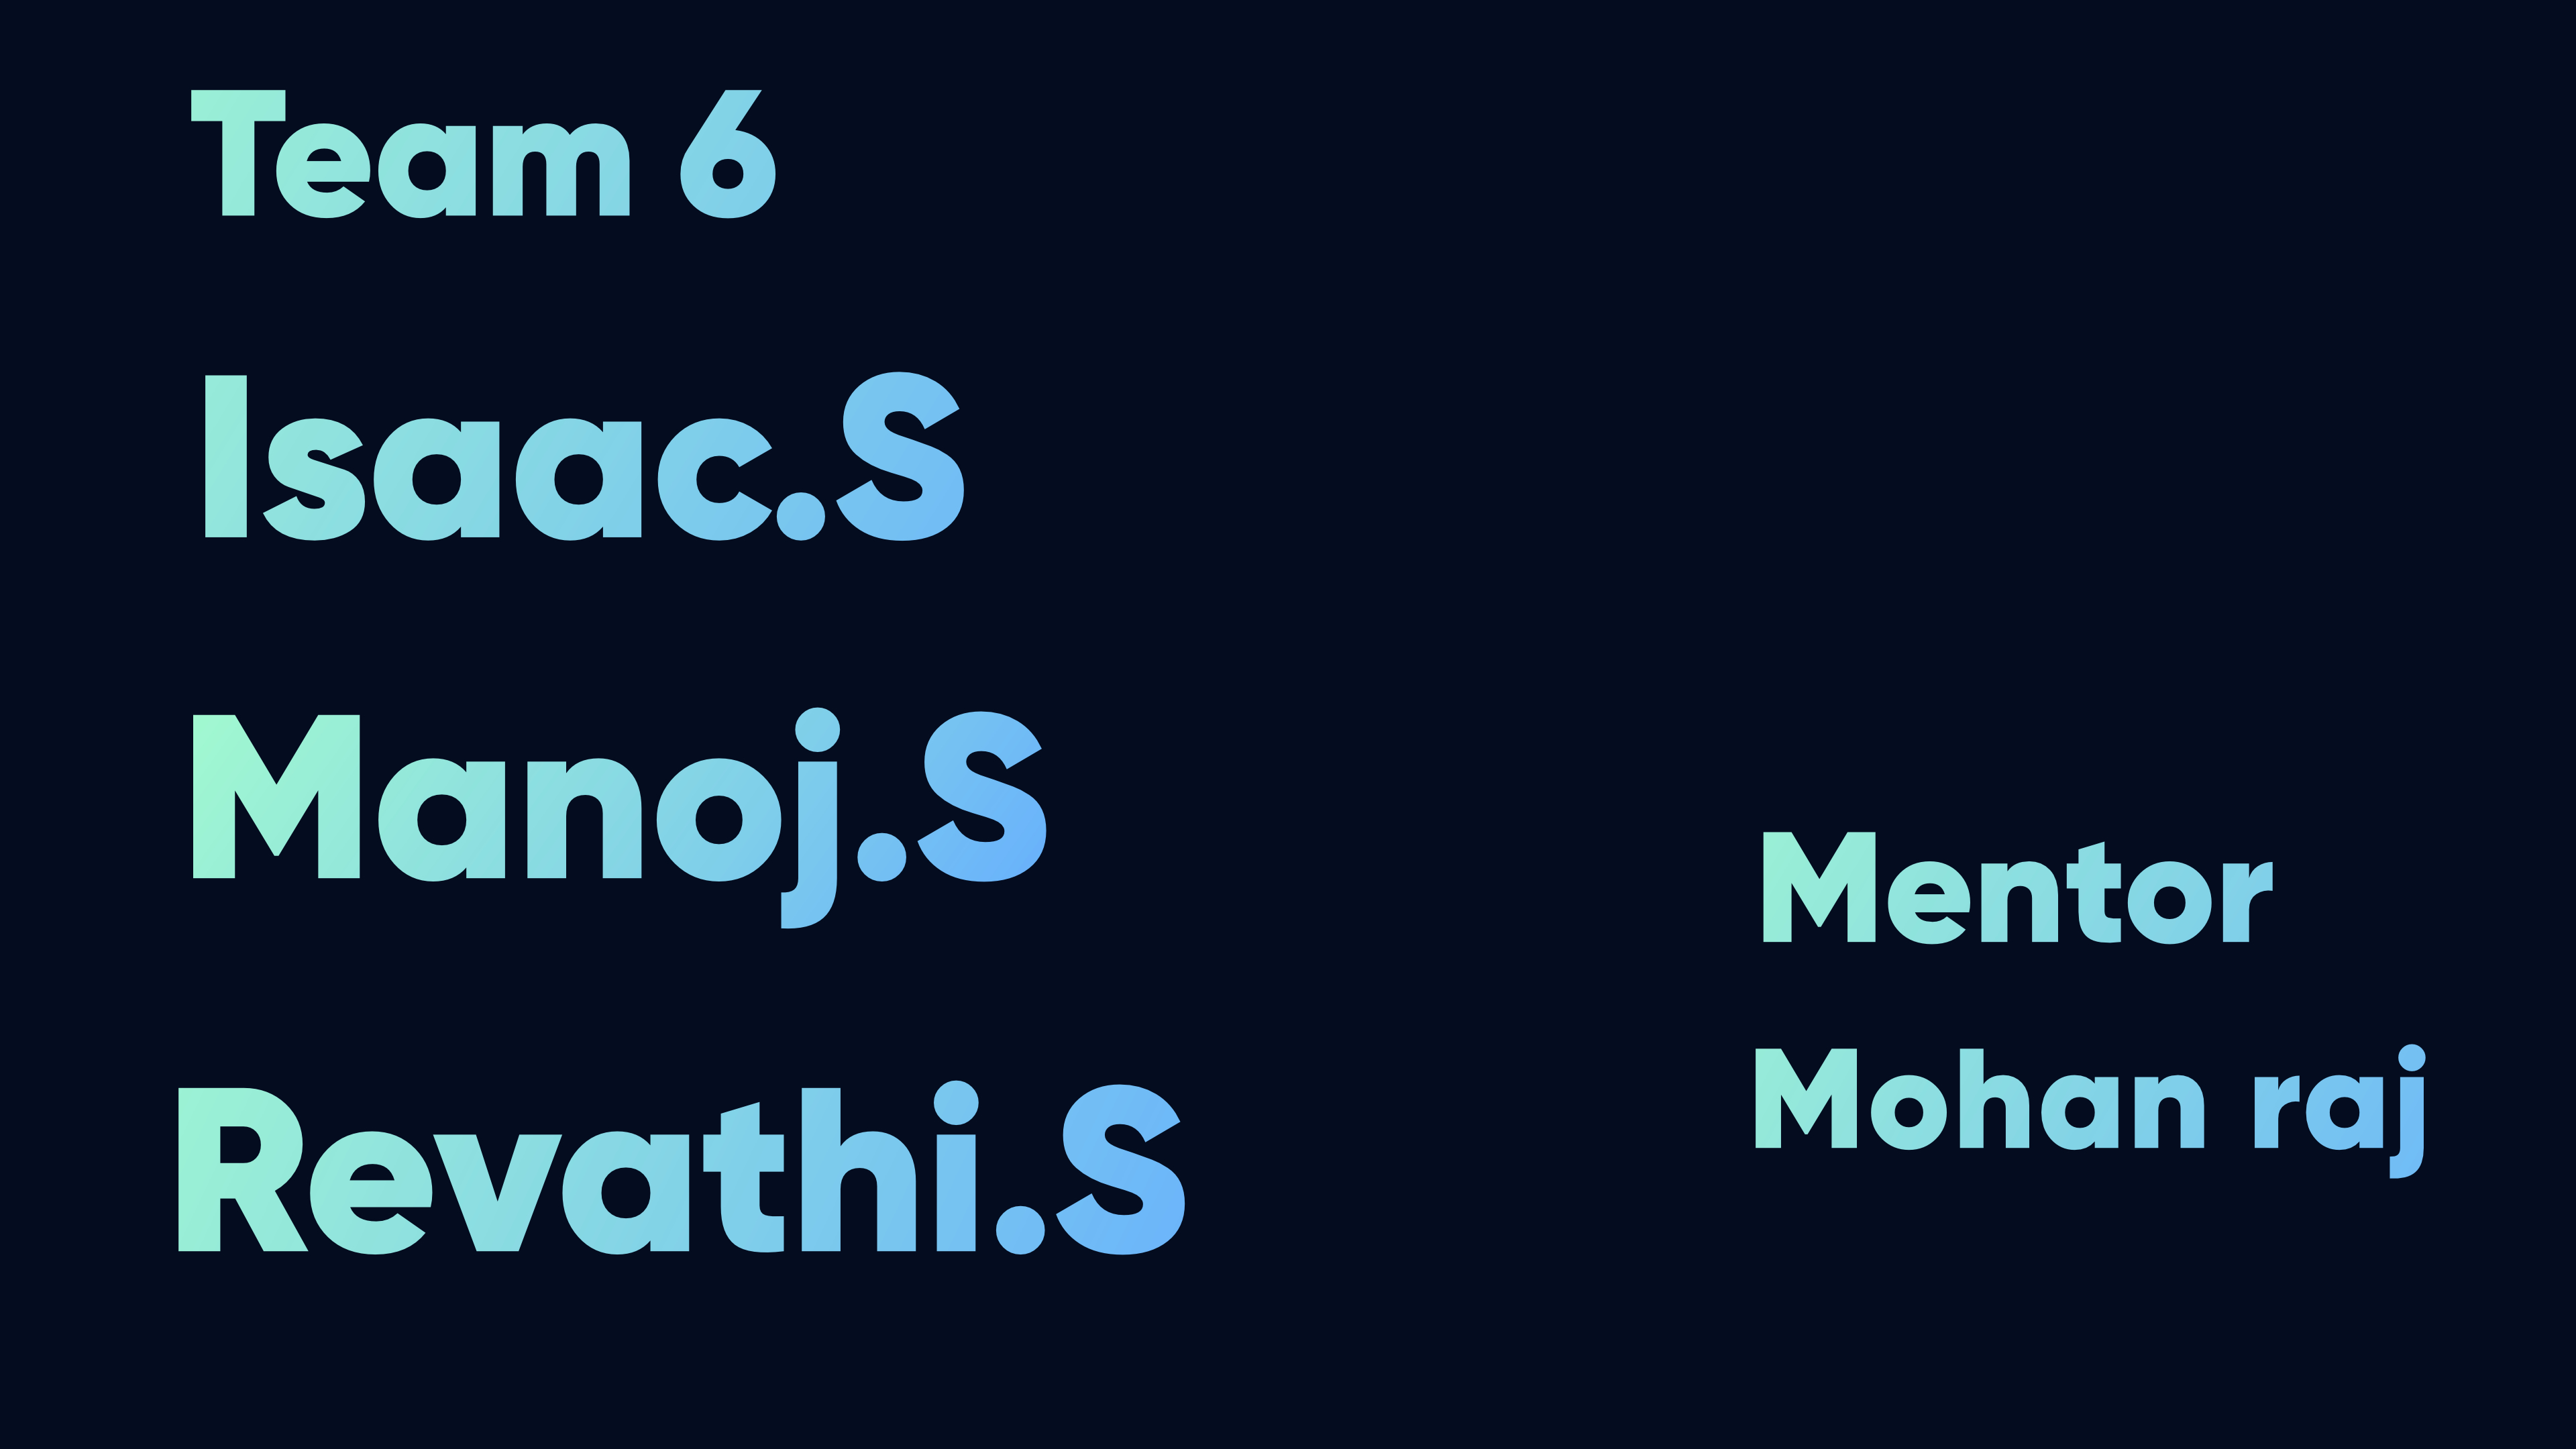 Team 6
Isaac.S
Manoj.S
Revathi.S
Mentor
Mohan raj